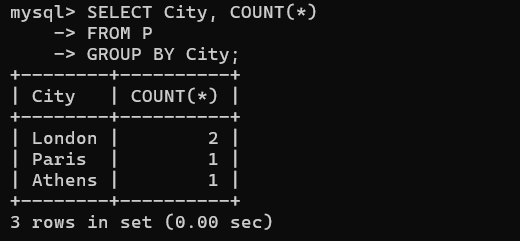 mysql> SELECT City, COUNT(*)
    -> FROM P
    -> GROUP BY City;
+--------+----------+
| City   | COUNT(*) |
+--------+----------+
| London |        2 |
| Paris  |        1 |
| Athens |        1 |
+--------+----------+
3 rows in set (0.00 sec)